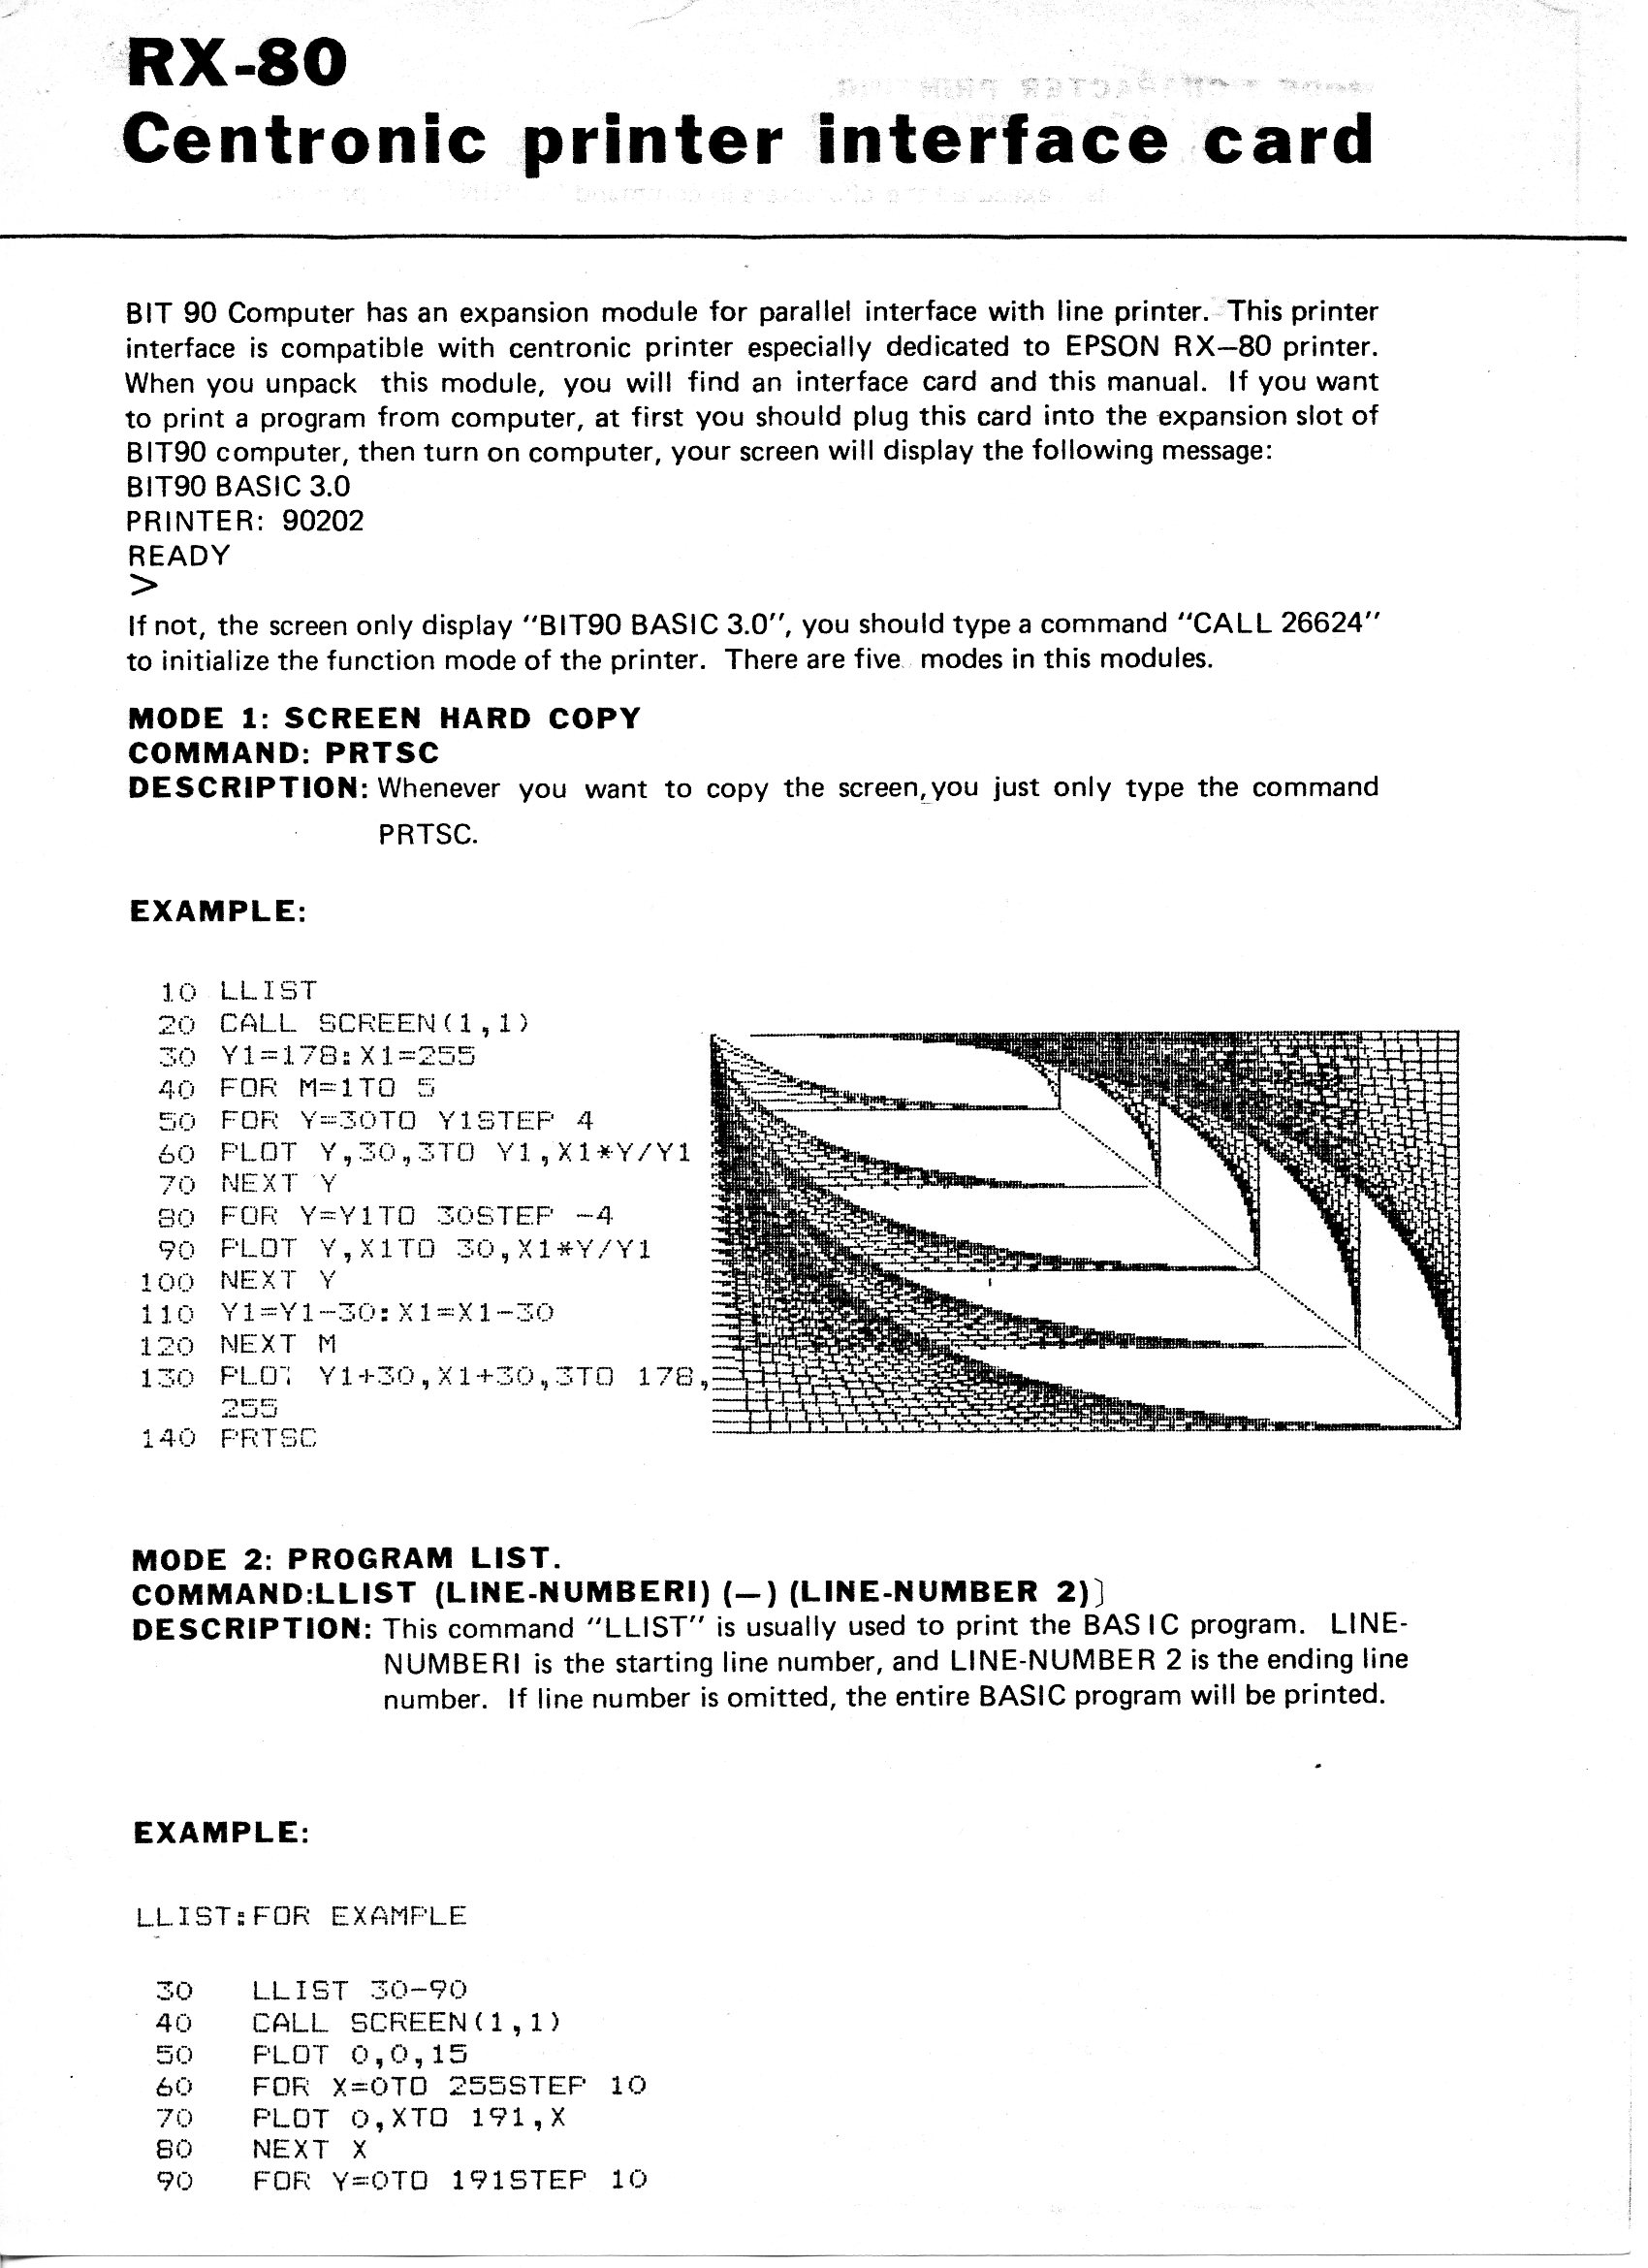 RX-80
Centronic printer interface card
BIT 90 Computer has an expansion module for parallel interface with line printer. This printer
interface is compatible with centronic printer especially dedicated to EPSON RX–80 printer.
When you unpack this module, you will find an interface card and this manual. If you want
to print a program from computer, at first you should plug this card into the expansion slot of
BIT90 computer, then turn on computer, your screen will display the following message:
BIT90 BASIC 3.0
PRINTER: 90202
READY
>
If not, the screen only display "BIT90 BASIC 3.0", you should type a command "CALL 26624"
to initialize the function mode of the printer. There are five modes in this modules.
MODE 1: SCREEN HARD COPY
COMMAND: PRTSC
DESCRIPTION: Whenever you want to copy the screen, you just only type the command
PRTSC.
EXAMPLE:
10 LLIST
20 CALL SCREEN(1,1)
30 Y1=178:X1=255
40 FOR M=1TO 5
50 FOR Y=30TO Y1STEP 4
60 PLOT Y,30,3TO Y1,X1*Y/Y1
70 NEXT Y
80 FOR Y=Y1TO 30STEP -4
90 PLOT Y,X1TO 30,X1*Y/Y1
100 NEXT Y
110 Y1=Y1-30:X1=X1-30
120 NEXT M
130 PLOT Y1+30,X1+30,3TO 178,
255
140 PRTSC
MODE 2: PROGRAM LIST.
COMMAND:LLIST (LINE-NUMBERI) (—) (LINE-NUMBER 2)]
DESCRIPTION: This command "LLIST" is usually used to print the BASIC program. LINE-
NUMBERI is the starting line number, and LINE-NUMBER 2 is the ending line
number. If line number is omitted, the entire BASIC program will be printed.
EXAMPLE:
LLIST:FOR EXAMPLE
30 LLIST 30-90
40 CALL SCREEN(1,1)
50 PLOT 0,0,15
60 FOR X=0TO 255STEP 10
70 PLOT 0,XTO 191,X
80 NEXT X
90 FOR Y=0TO 191STEP 10